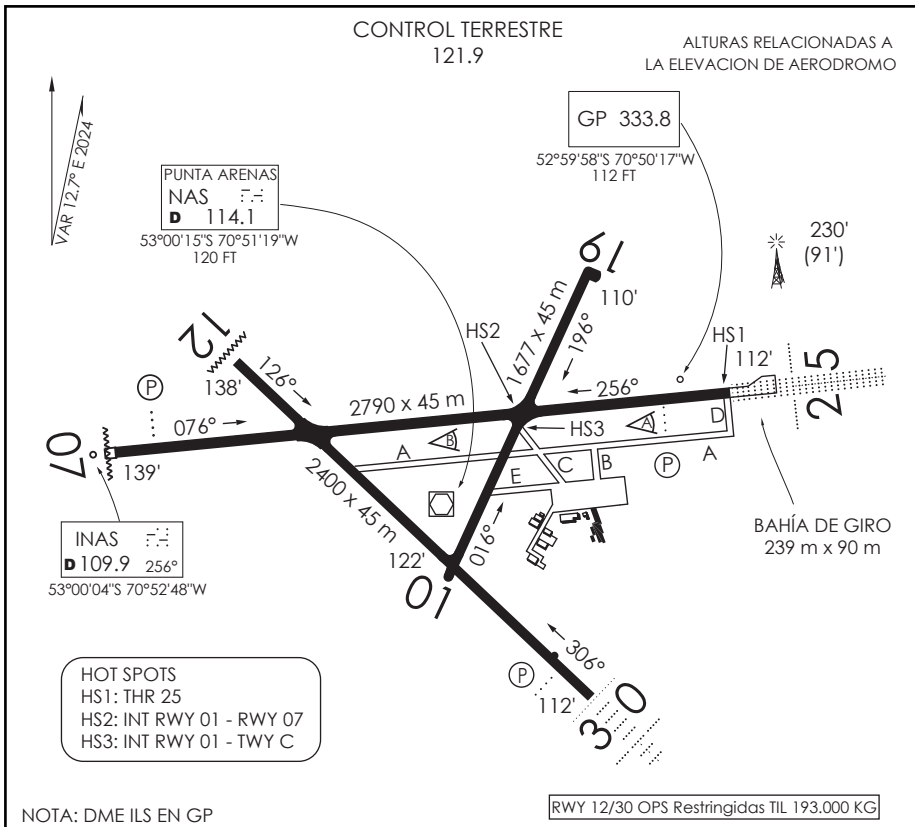 CONTROL TERRESTRE
121.9
ALTURAS RELACIONADAS A
LA ELEVACION DE AERODROMO
VAR 12.7° E 2024
GP 333.8
52°59'58"S 70°50'17"W
112 FT
PUNTA ARENAS
NAS
D 114.1
53°00'15"S 70°51'19"W
120 FT
230'
(91')
19
110'
1677 x 45 m
196°
HS2
HS1
112'
25
12
138'
126°
P
07
139'
076°
2790 x 45 m
256°
HS3
A
B
D
A
B
A
C
E
P
2400 x 45 m
122'
01
016°
BAHÍA DE GIRO
239 m x 90 m
INAS
D 109.9 256°
53°00'04"S 70°52'48"W
306°
P
112'
30
HOT SPOTS
HS1: THR 25
HS2: INT RWY 01 - RWY 07
HS3: INT RWY 01 - TWY C
NOTA: DME ILS EN GP
RWY 12/30 OPS Restringidas TIL 193.000 KG